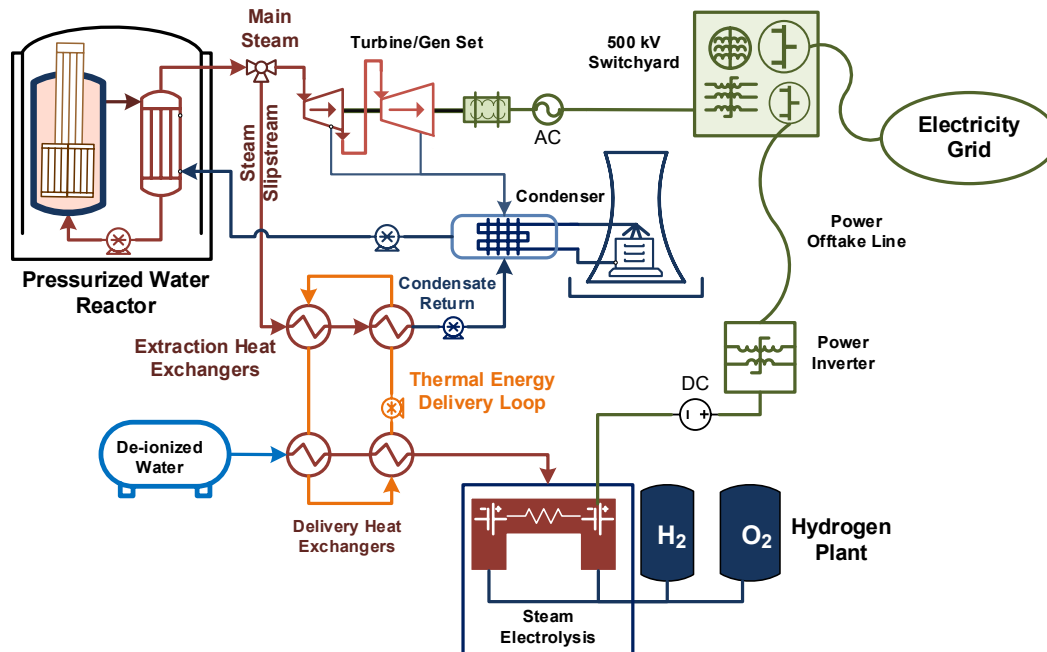 Main
Steam
Turbine/Gen Set
500 kV
Switchyard
AC
Electricity
Grid
Steam
Slipstream
Condenser
Power
Offtake Line
Pressurized Water
Reactor
Condensate
Return
Extraction Heat
Exchangers
Power
Inverter
Thermal Energy
Delivery Loop
DC
De-ionized
Water
Delivery Heat
Exchangers
H2
O2
Hydrogen
Plant
Steam
Electrolysis